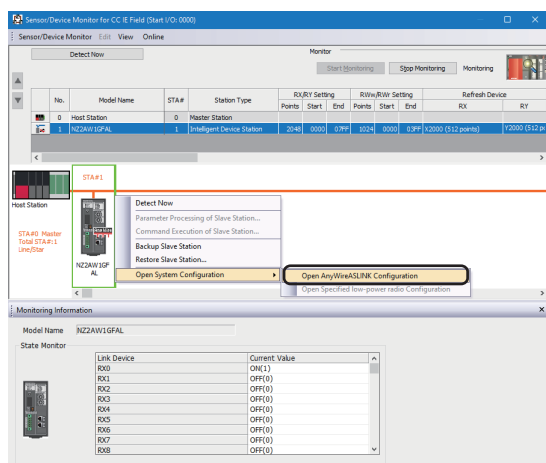 Sensor/Device Monitor for CC IE Field (Start I/O: 0000)
Sensor/Device Monitor Edit View Online
Detect Now
Monitor
Start Monitoring Stop Monitoring Monitoring
No. Model Name STA# Station Type RX/RY Setting RWw/RWr Setting Refresh Device
Points Start End Points Start End RX RY
0 Host Station 0 Master Station
1 NZ2AW1GFAL 1 Intelligent Device Station 2048 0000 07FF 1024 0000 03FF X2000 (512 points) Y2000 (512 po
STA#1
Host Station
STA#0 Master
Total STA#:1
Line/Star
NZ2AW1GF
AL
Detect Now
Parameter Processing of Slave Station...
Command Execution of Slave Station...
Backup Slave Station
Restore Slave Station...
Open System Configuration
Open AnyWireASLINK Configuration
Open Specified low-power radio Configuration
Monitoring Information
Model Name NZ2AW1GFAL
State Monitor
Link Device Current Value
RX0 ON(1)
RX1 OFF(0)
RX2 OFF(0)
RX3 OFF(0)
RX4 OFF(0)
RX5 OFF(0)
RX6 OFF(0)
RX7 OFF(0)
RX8 OFF(0)